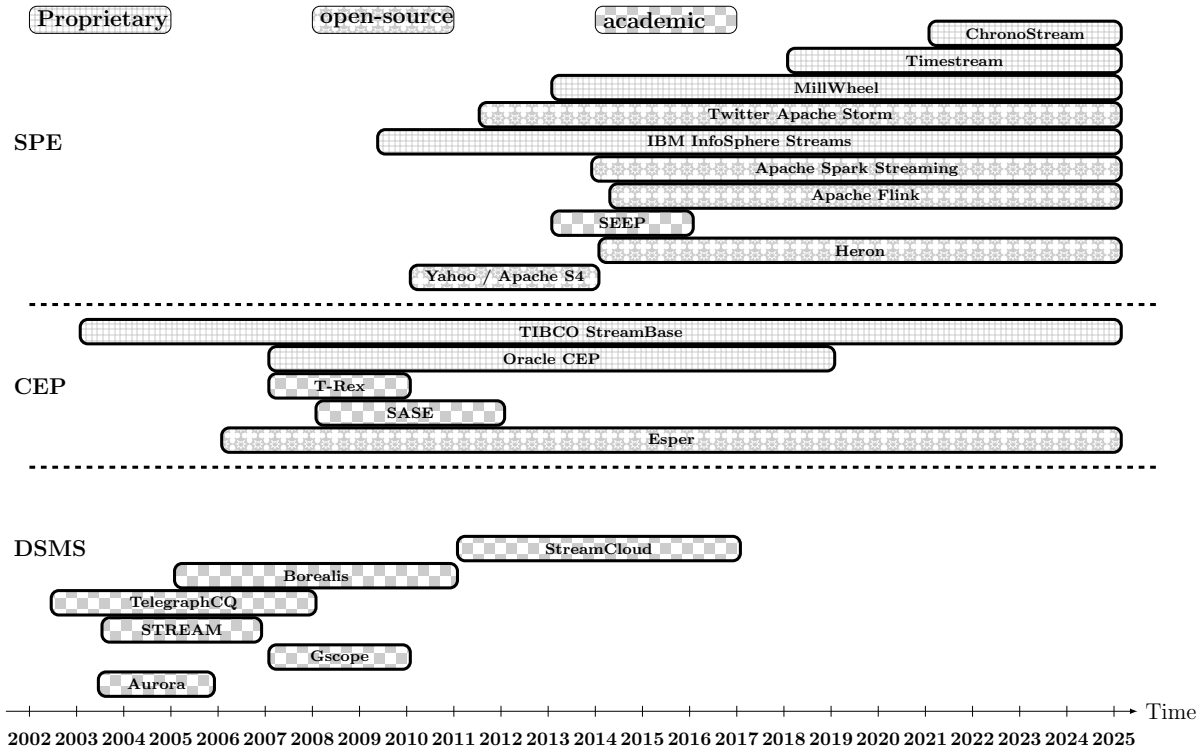 Proprietary open-source academic
ChronoStream
Timestream
MillWheel
Twitter Apache Storm
SPE
IBM InfoSphere Streams
Apache Spark Streaming
Apache Flink
SEEP
Heron
Yahoo / Apache S4
TIBCO StreamBase
Oracle CEP
CEP
T-Rex
SASE
Esper
DSMS
StreamCloud
Borealis
TelegraphCQ
STREAM
Gscope
Aurora
Time
2002 2003 2004 2005 2006 2007 2008 2009 2010 2011 2012 2013 2014 2015 2016 2017 2018 2019 2020 2021 2022 2023 2024 2025